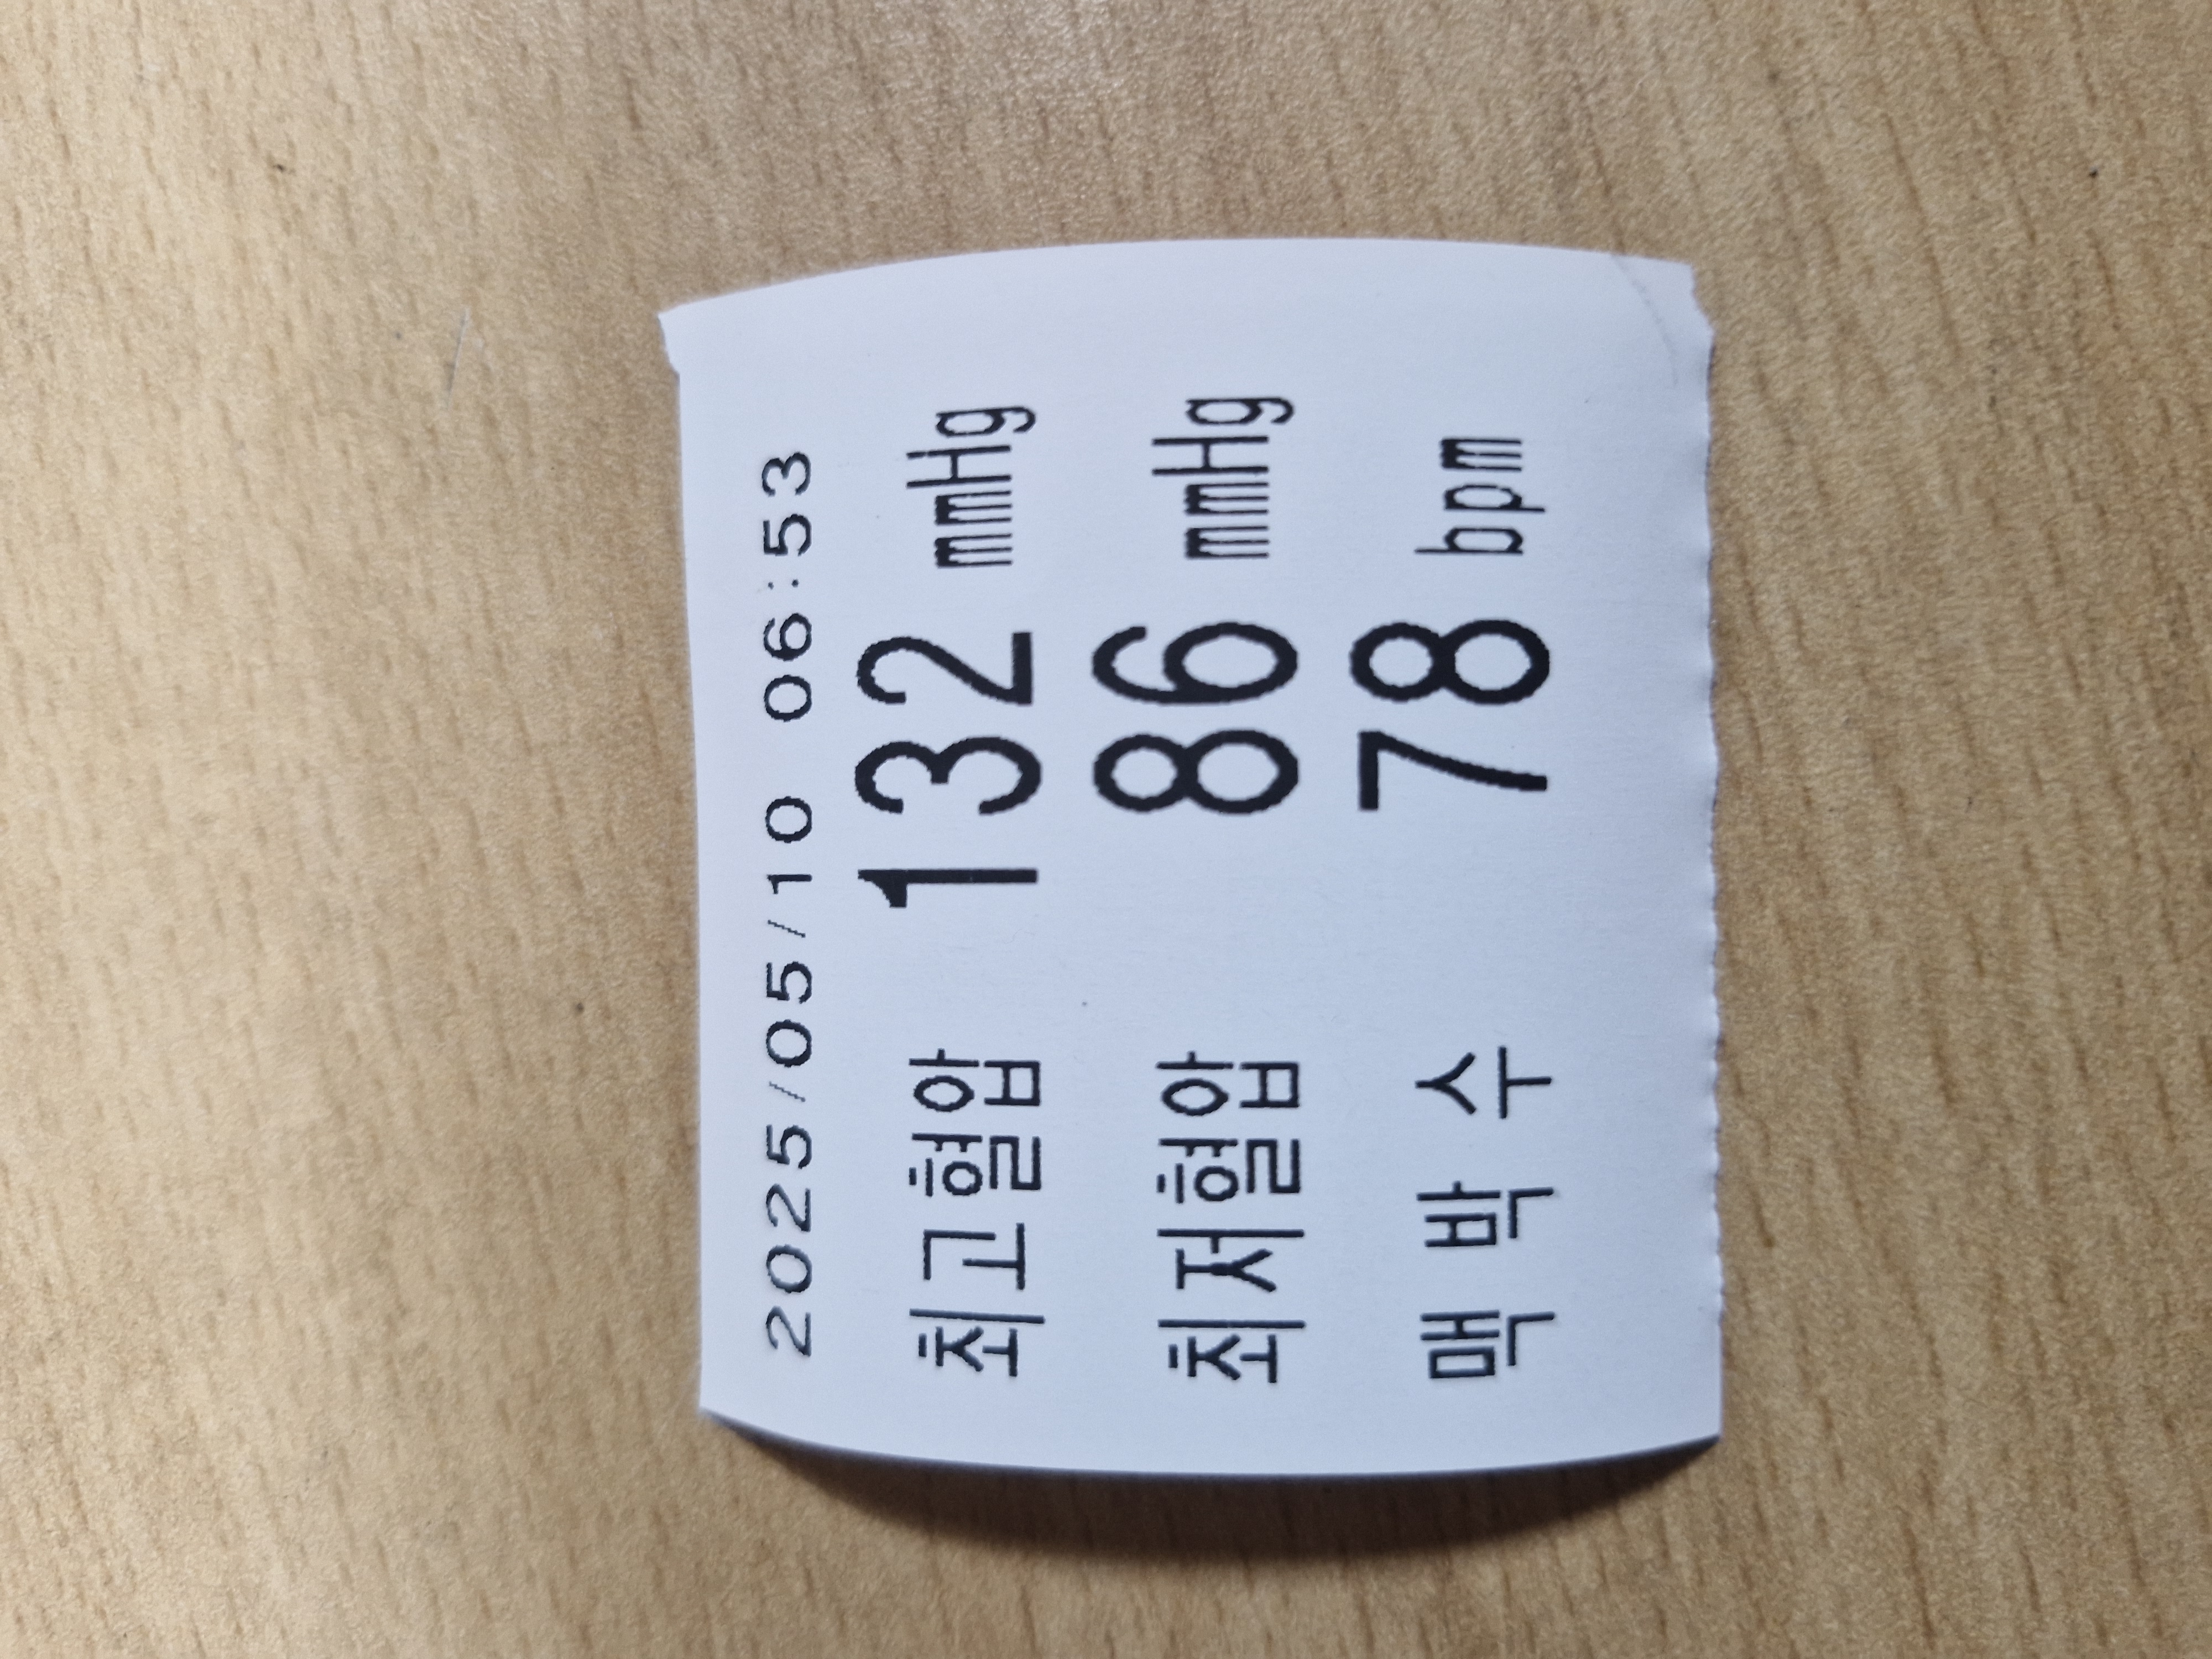 2025/05/10 06:53
최고혈압 132 mmHg
최저혈압 86 mmHg
맥 박 수 78 bpm